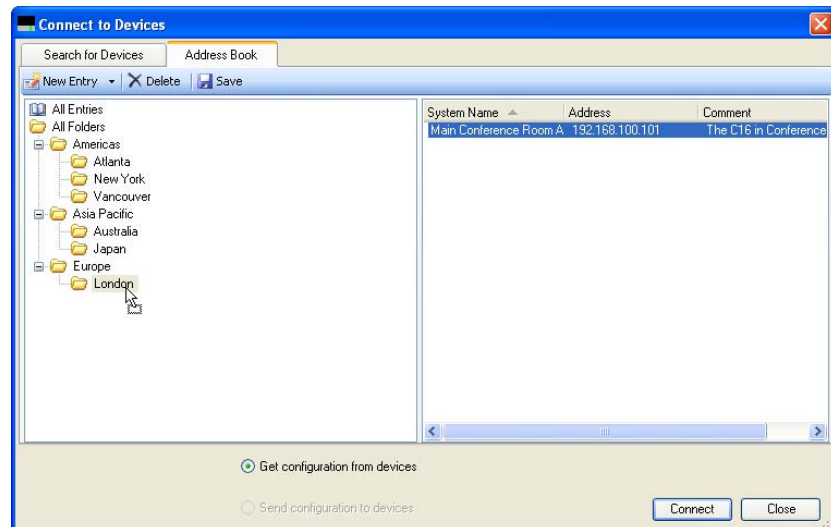 Connect to Devices
Search for Devices Address Book
New Entry Delete Save
All Entries
All Folders
Americas
Atlanta
New York
Vancouver
Asia Pacific
Australia
Japan
Europe
London
System Name Address Comment
Main Conference Room A 192.168.100.101 The C16 in Conference
Get configuration from devices
Send configuration to devices
Connect Close